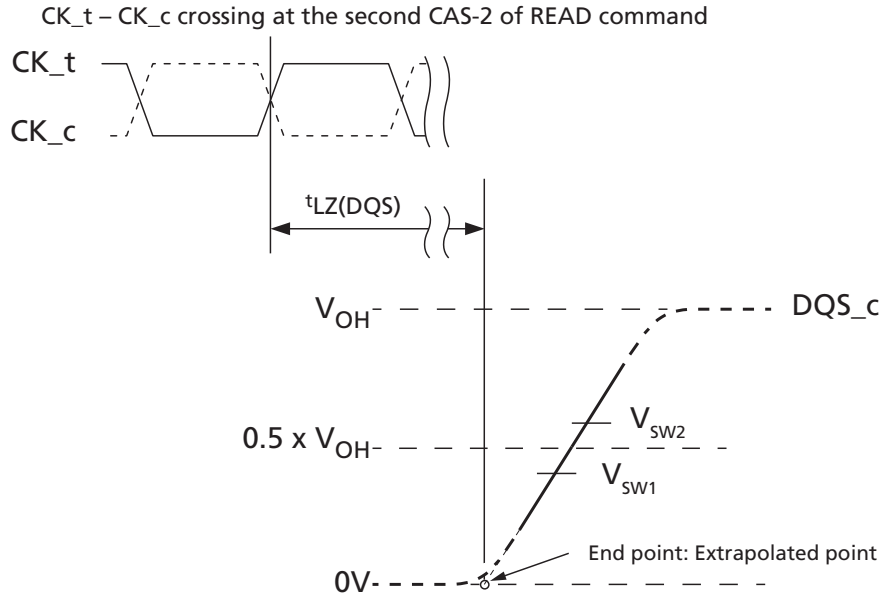 CK_t – CK_c crossing at the second CAS-2 of READ command
CK_t
CK_c
tLZ(DQS)
VOH
DQS_c
VSW2
0.5 x VOH
VSW1
End point: Extrapolated point
0V